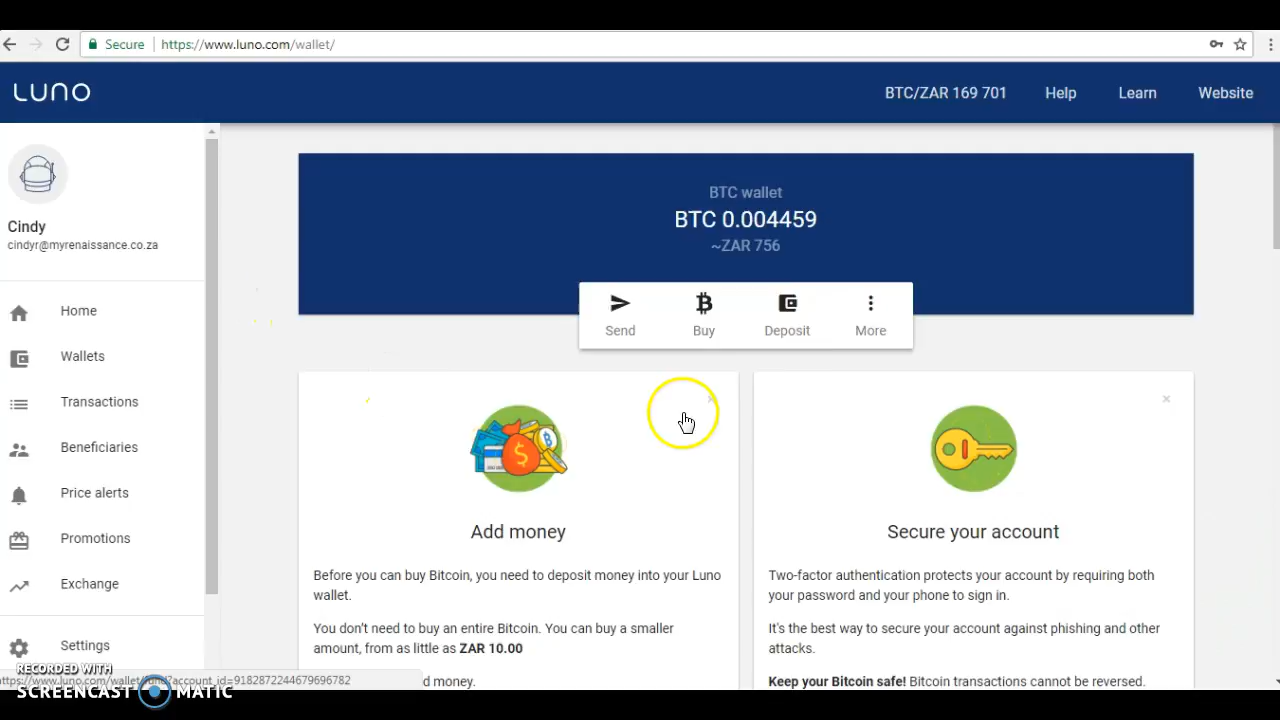 Secure
https://www.luno.com/wallet/
LUNO
BTC/ZAR 169 701
Help
Learn
Website
Cindy
cindyr@myrenaissance.co.za
Home
Wallets
Transactions
Beneficiaries
Price alerts
Promotions
Exchange
Settings
BTC wallet
BTC 0.004459
~ZAR 756
Send
Buy
Deposit
More
Add money
Before you can buy Bitcoin, you need to deposit money into your Luno
wallet.
You don't need to buy an entire Bitcoin. You can buy a smaller
amount, from as little as ZAR 10.00
d money.
Secure your account
Two-factor authentication protects your account by requiring both
your password and your phone to sign in.
It's the best way to secure your account against phishing and other
attacks.
Keep your Bitcoin safe! Bitcoin transactions cannot be reversed.
RECORDED WITH
SCREENCAST MATIC